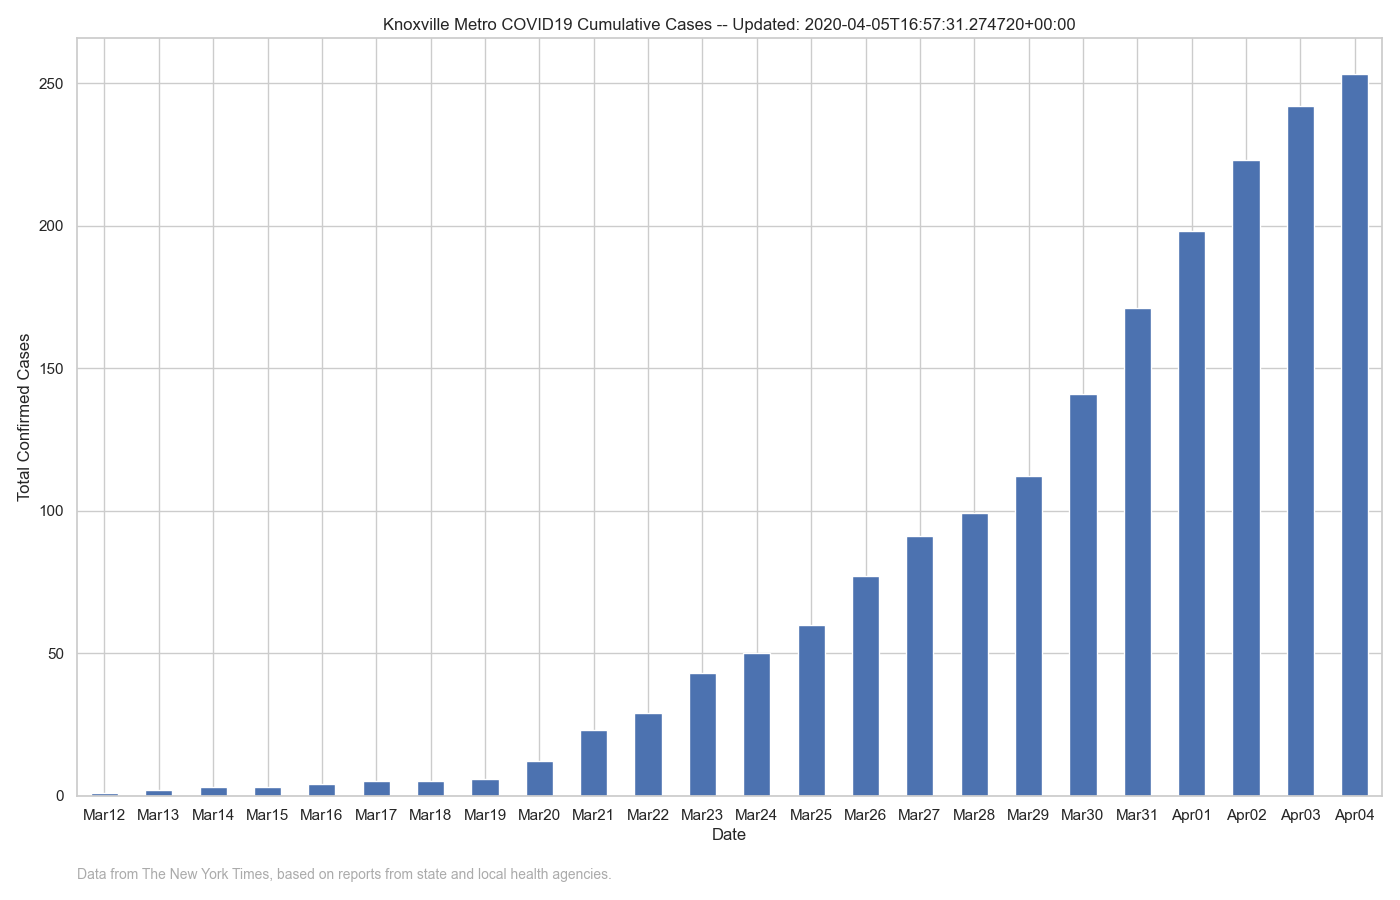 Knoxville Metro COVID19 Cumulative Cases -- Updated: 2020-04-05T16:57:31.274720+00:00
250
200
150
100
50
0
Total Confirmed Cases
Mar12 Mar13 Mar14 Mar15 Mar16 Mar17 Mar18 Mar19 Mar20 Mar21 Mar22 Mar23 Mar24 Mar25 Mar26 Mar27 Mar28 Mar29 Mar30 Mar31 Apr01 Apr02 Apr03 Apr04
Date
Data from The New York Times, based on reports from state and local health agencies.